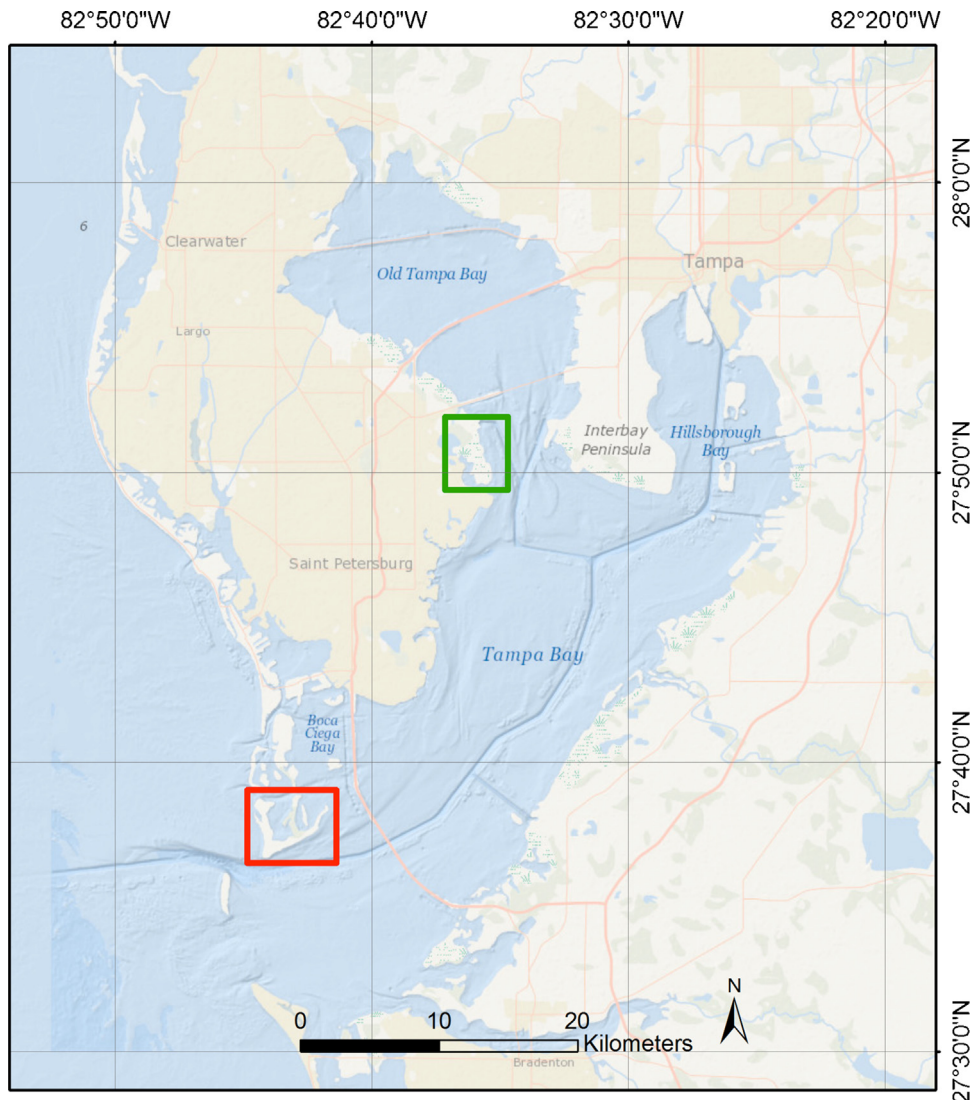 82°50'0"W
82°40'0"W
82°30'0"W
82°20'0"W
28°0'0"N
6
Clearwater
Tampa
Old Tampa Bay
Largo
Interbay
Peninsula
Hillsborough
Bay
27°50'0"N
Saint Petersburg
Tampa Bay
Boca
Ciega
Bay
27°40'0"N
N
0
10
20
Kilometers
Bradenton
27°30'0"N